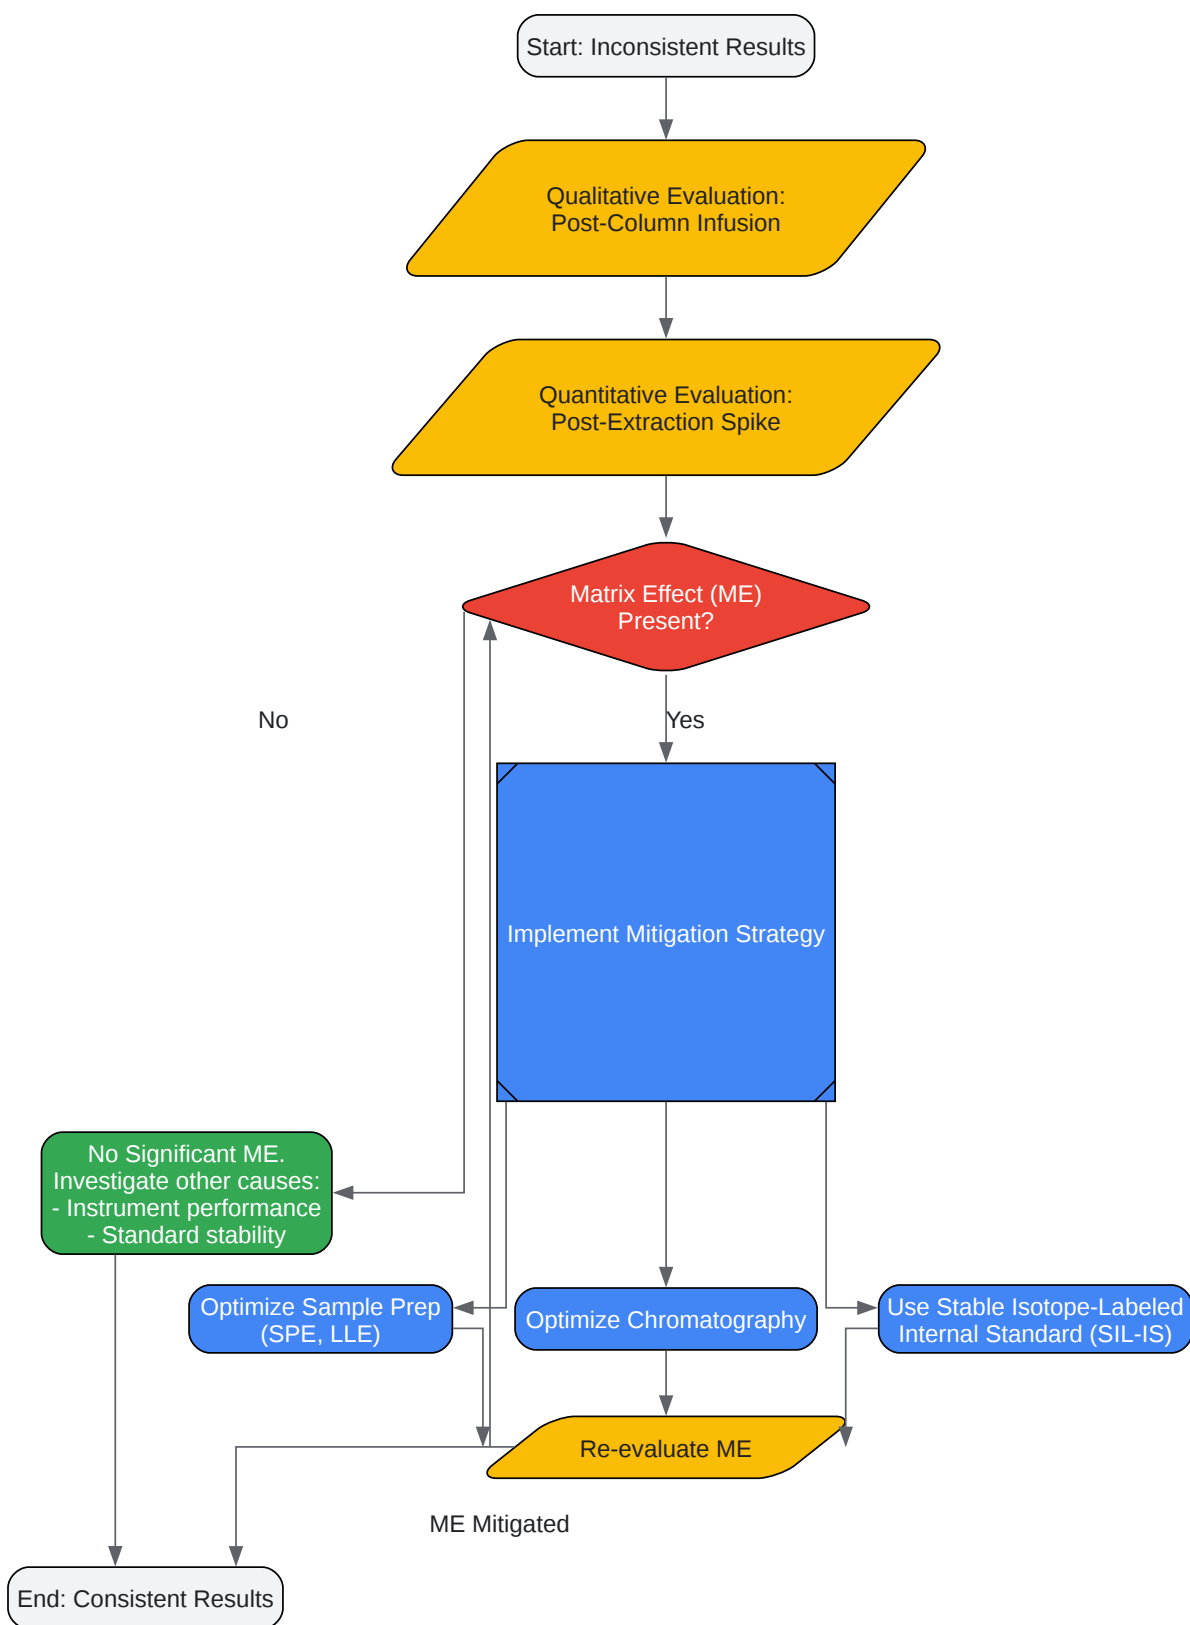 Start: Inconsistent Results
Qualitative Evaluation:
Post-Column Infusion
Quantitative Evaluation:
Post-Extraction Spike
Matrix Effect (ME)
Present?
No
Yes
Implement Mitigation Strategy
No Significant ME.
Investigate other causes:
- Instrument performance
- Standard stability
Optimize Sample Prep
(SPE, LLE)
Optimize Chromatography
Use Stable Isotope-Labeled
Internal Standard (SIL-IS)
Re-evaluate ME
ME Mitigated
End: Consistent Results